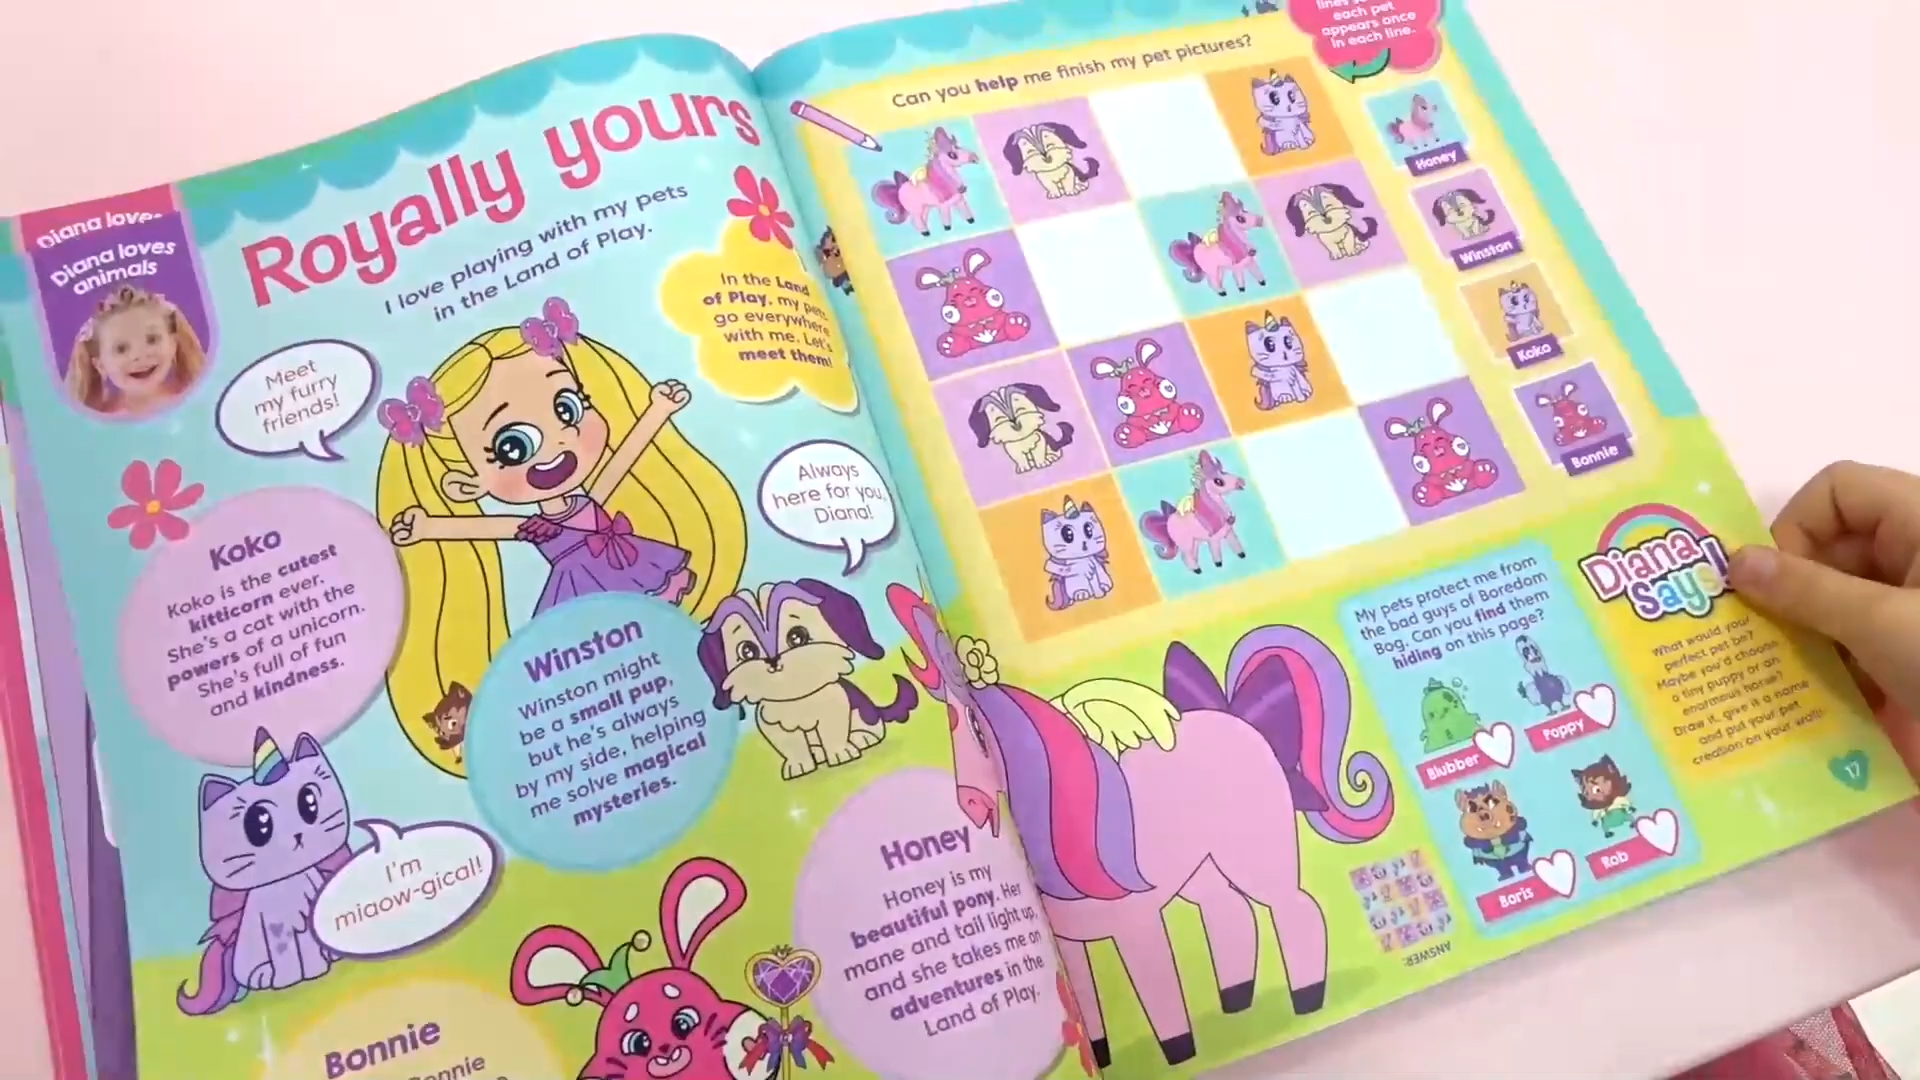 Diana loves
Diana loves
animals
Royally yours
I love playing with my pets
in the Land of Play.
In the Land
of Play, my pets
go everywhere
with me. Let's
meet them!
Meet
my furry
friends!
Always
here for you,
Diana!
Koko
Koko is the cutest
kitticorn ever.
She's a cat with the
powers of a unicorn.
She's full of fun
and kindness.
Winston
Winston might
be a small pup,
but he's always
by my side, helping
me solve magical
mysteries.
I'm
miaow-gical!
Honey
Honey is my
beautiful pony. Her
mane and tail light up,
and she takes me on
adventures in the
Land of Play.
Bonnie
Can you help me finish my pet pictures?
each pet
appears once
in each line.
Honey
Winston
Koko
Bonnie
My pets protect me from
the bad guys of Boredom
Bog. Can you find them
hiding on this page?
Blubber
Poppy
Boris
Rob
Diana
Says!
What would your
perfect pet be?
Maybe you'd choose
a tiny puppy or an
enormous horse?
Draw it, give it a name
and put your pet
creation on your wall!
ANSWER:
17